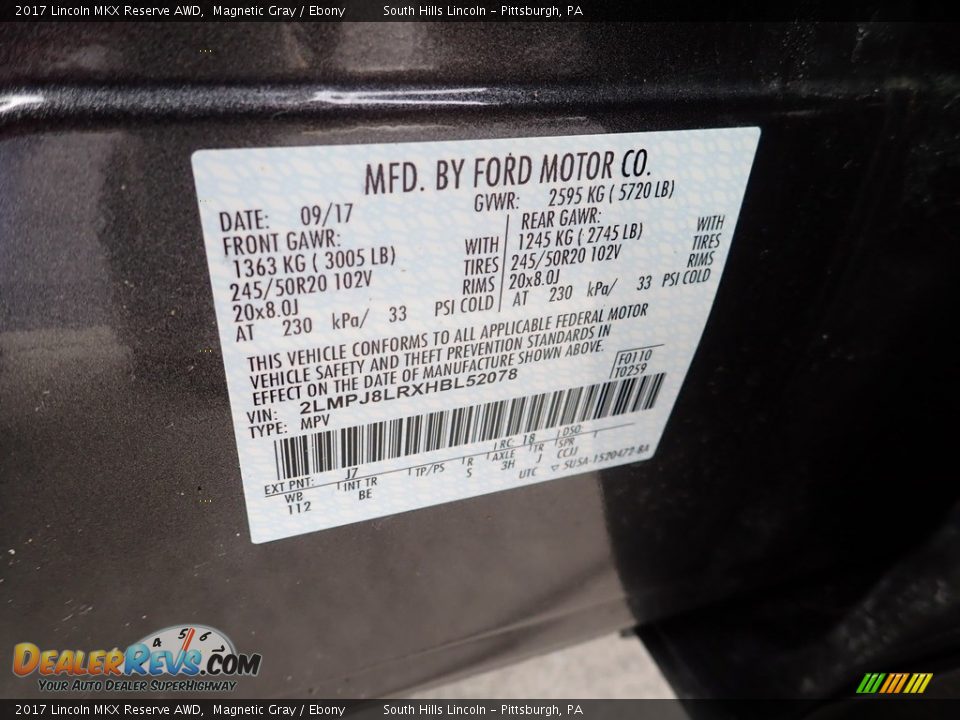 2017 Lincoln MKX Reserve AWD, Magnetic Gray / Ebony South Hills Lincoln - Pittsburgh, PA
MFD. BY FORD MOTOR CO.
DATE: 09/17 GVWR: 2595 KG ( 5720 LB)
FRONT GAWR: REAR GAWR:
1363 KG ( 3005 LB) WITH 1245 KG ( 2745 LB) WITH
245/50R20 102V TIRES 245/50R20 102V TIRES
20x8.0J RIMS 20x8.0J RIMS
AT 230 kPa/ 33 PSI COLD AT 230 kPa/ 33 PSI COLD
THIS VEHICLE CONFORMS TO ALL APPLICABLE FEDERAL MOTOR
VEHICLE SAFETY AND THEFT PREVENTION STANDARDS IN
EFFECT ON THE DATE OF MANUFACTURE SHOWN ABOVE.
F0110
T0259
VIN: 2LMPJ8LRXHBL52078
TYPE: MPV
EXT PNT: J7 RC: 18 DSO:
WB INT TR TP/PS R AXLE TR SPR
112 BE S 3H J CCIJ
UTC ▽ 5U5A-1520472-BA
4 5 6
DEALERREVS.COM
YOUR AUTO DEALER SUPERHIGHWAY
2017 Lincoln MKX Reserve AWD, Magnetic Gray / Ebony South Hills Lincoln - Pittsburgh, PA